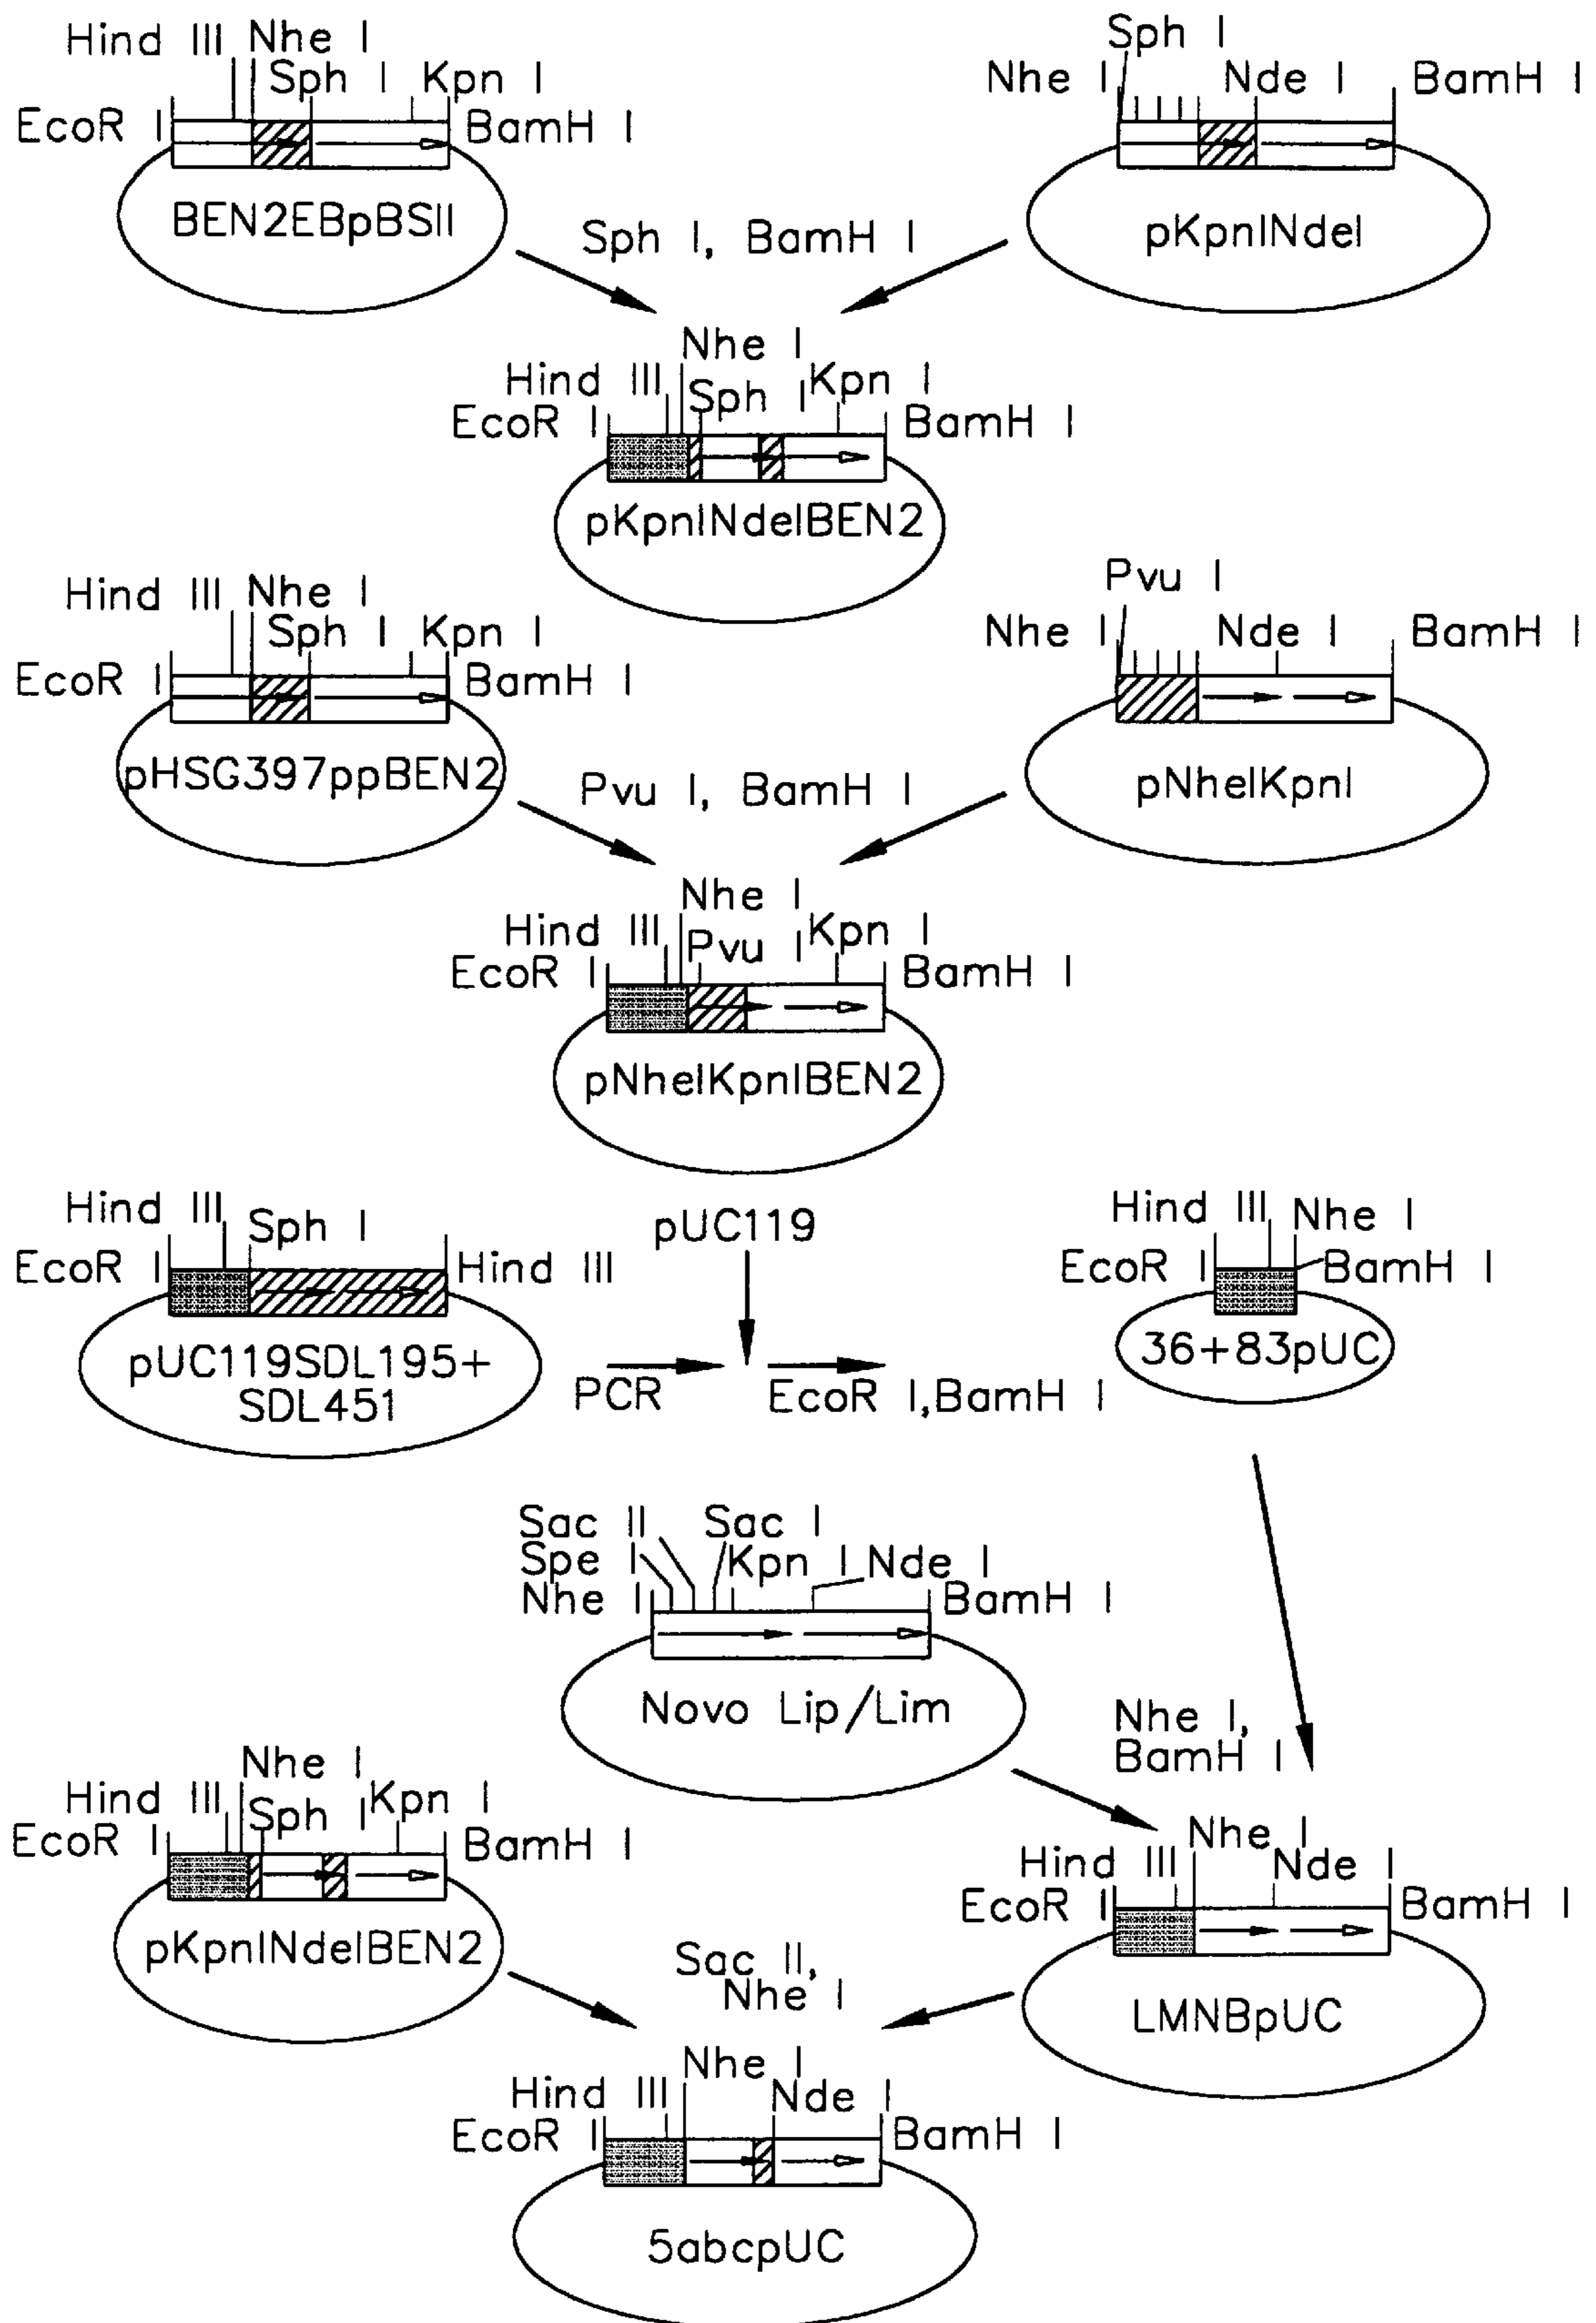 Hind III Nhe I
Sph I Kpn I
EcoR I BamH I
BEN2EBpBSII
Sph I
Nhe I Nde I BamH I
pKpnINdeI
Sph I, BamH I
Nhe I
Hind III Sph I Kpn I
EcoR I BamH I
pKpnINdeIBEN2
Hind III Nhe I
Sph I Kpn I
EcoR I BamH I
pHSG397ppBEN2
Pvu I
Nhe I Nde I BamH I
pNheIKpnI
Pvu I, BamH I
Nhe I
Hind III Pvu I Kpn I
EcoR I BamH I
pNheIKpnIBEN2
Hind III Sph I
EcoR I Hind III
pUC119SDL195+
SDL451
pUC119
PCR
EcoR I,BamH I
Hind III Nhe I
EcoR I BamH I
36+83pUC
Sac II Sac I
Spe I Kpn I Nde I
Nhe I BamH I
Novo Lip/Lim
Nhe I,
BamH I
Nhe I
Hind III Sph I Kpn I
EcoR I BamH I
pKpnINdeIBEN2
Nhe I
Hind III Nde I
EcoR I BamH I
LMNBpUC
Sac II,
Nhe I
Nhe I
Hind III Nde I
EcoR I BamH I
5abcpUC